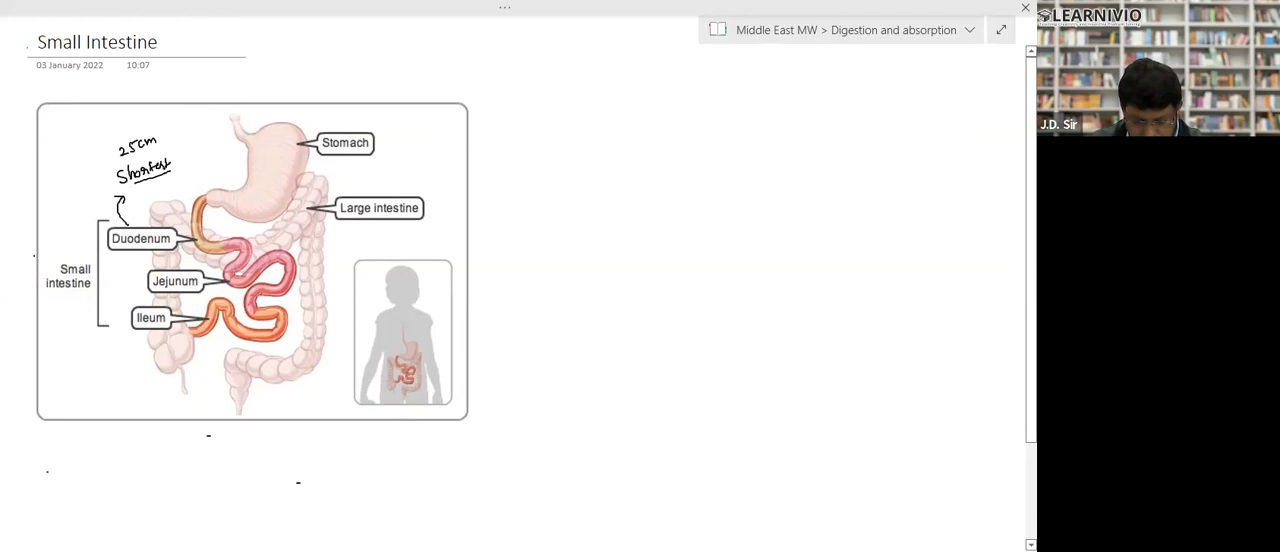 ...
Small Intestine
03 January 2022 10:07
Middle East MW > Digestion and absorption
LEARNIVIO
J.D. Sir
25cm
Shortest
Stomach
Large intestine
Duodenum
Small
intestine
Jejunum
Ileum